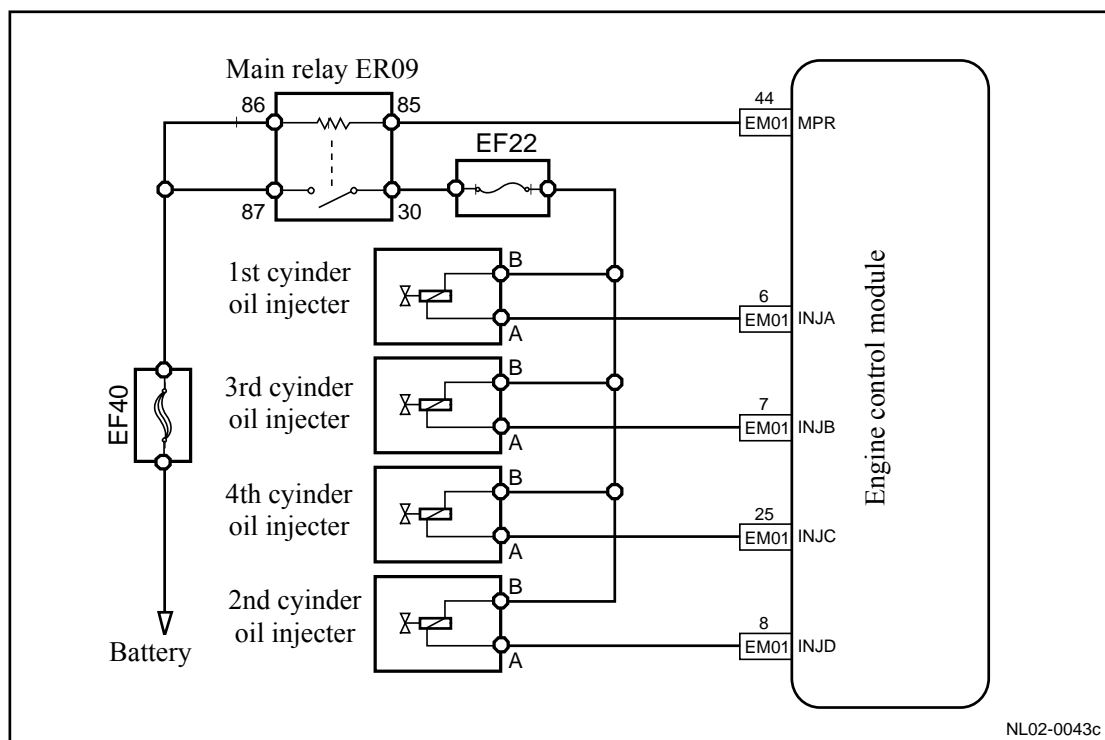 Main relay ER09
86
85
87
30
EF22
44
EM01
MPR
1st cyinder
oil injecter
B
A
6
EM01
INJA
3rd cyinder
oil injecter
B
A
7
EM01
INJB
4th cyinder
oil injecter
B
A
25
EM01
INJC
2nd cyinder
oil injecter
B
A
8
EM01
INJD
EF40
Battery
Engine control module
NL02-0043c